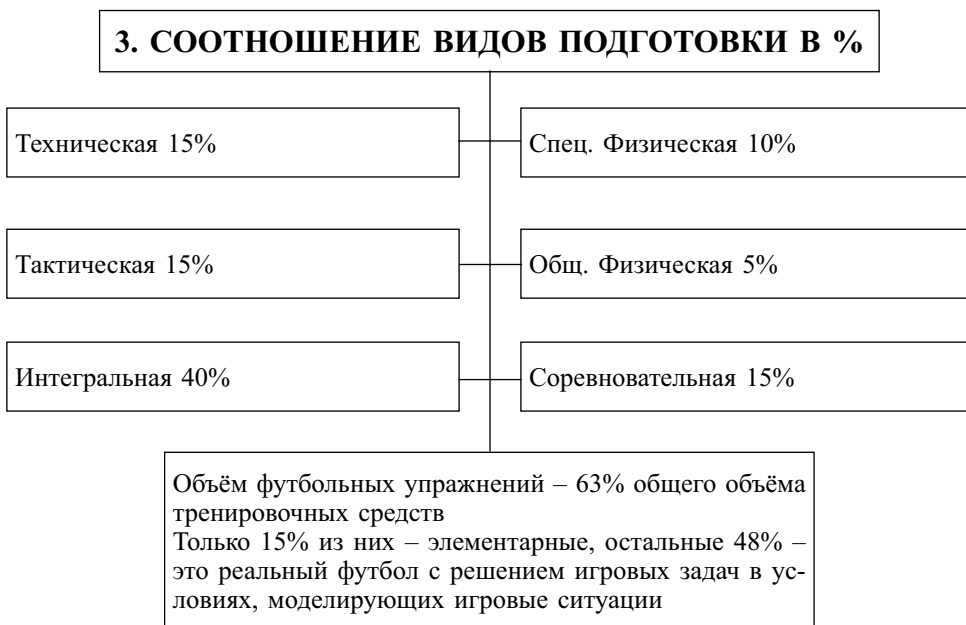 3. СООТНОШЕНИЕ ВИДОВ ПОДГОТОВКИ В %
Техническая 15%
Спец. Физическая 10%
Тактическая 15%
Общ. Физическая 5%
Интегральная 40%
Соревновательная 15%
Объём футбольных упражнений – 63% общего объёма
тренировочных средств
Только 15% из них – элементарные, остальные 48% –
это реальный футбол с решением игровых задач в ус-
ловиях, моделирующих игровые ситуации